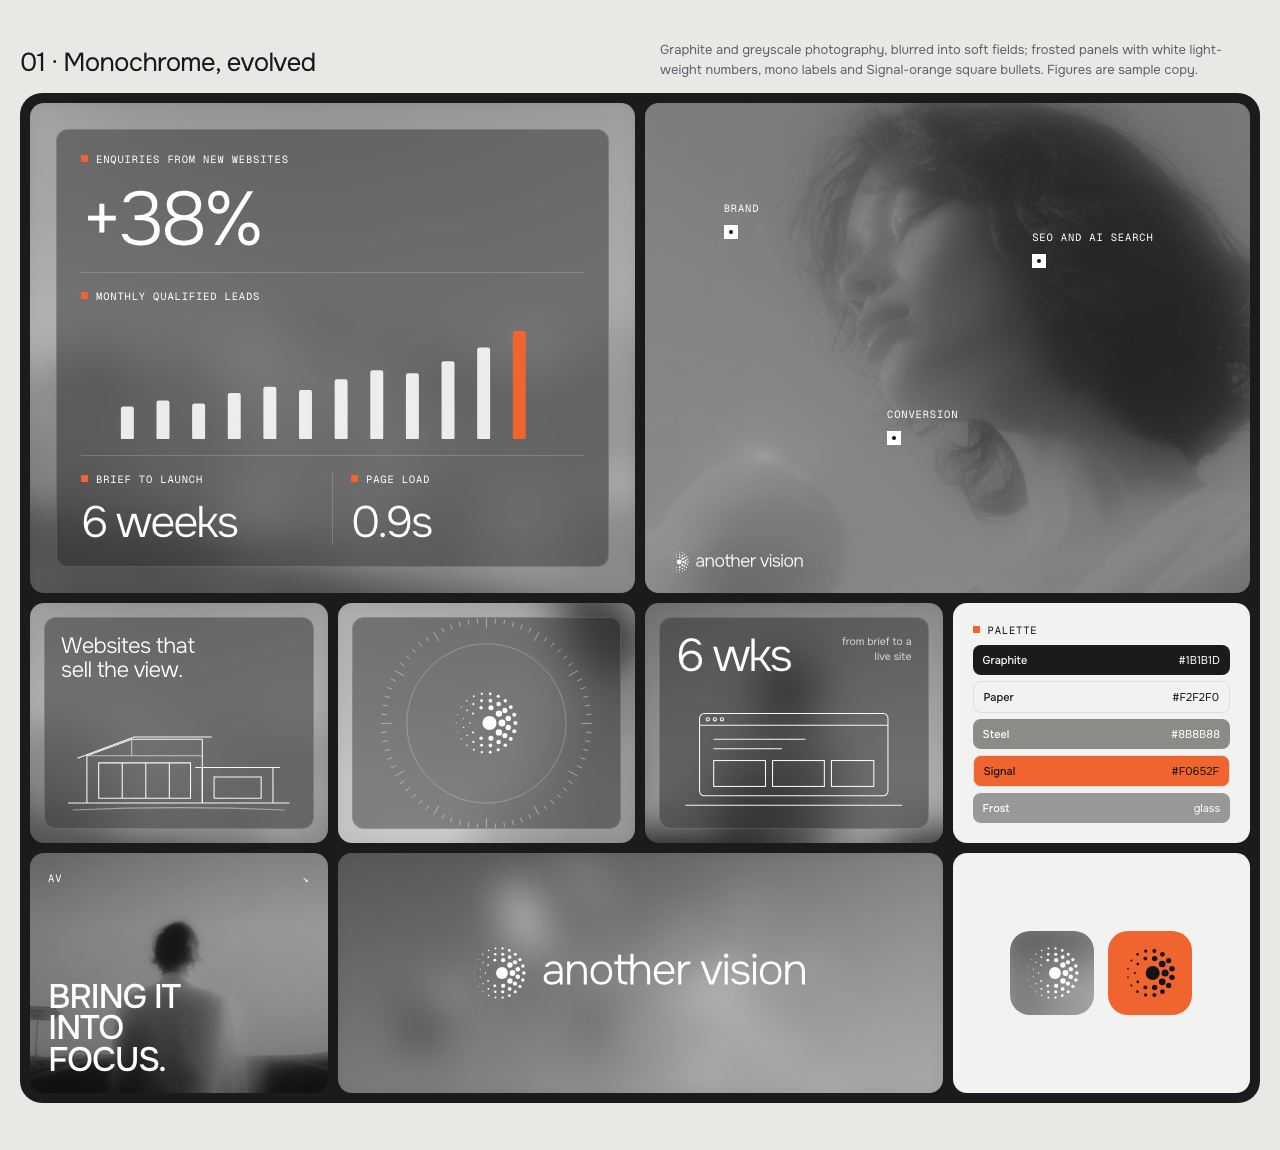 01 · Monochrome, evolved
Graphite and greyscale photography, blurred into soft fields; frosted panels with white light-
weight numbers, mono labels and Signal-orange square bullets. Figures are sample copy.
ENQUIRIES FROM NEW WEBSITES
+38%
MONTHLY QUALIFIED LEADS
BRIEF TO LAUNCH
6 weeks
PAGE LOAD
0.9s
BRAND
SEO AND AI SEARCH
CONVERSION
another vision
Websites that
sell the view.
6 wks
from brief to a
live site
PALETTE
Graphite #1B1B1D
Paper #F2F2F0
Steel #8B8B88
Signal #F0652F
Frost glass
AV ↘
BRING IT
INTO
FOCUS.
another vision